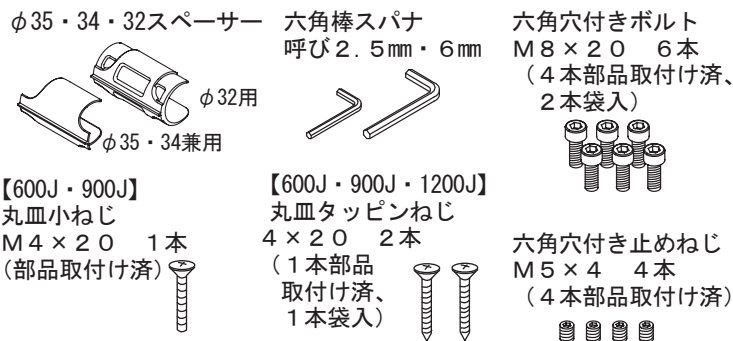 φ35・34・32スペーサー
φ32用
φ35・34兼用
六角棒スパナ
呼び2.5mm・6mm
六角穴付きボルト
M8×20 6本
(4本部品取付け済、
2本袋入)
【600J・900J】
丸皿小ねじ
M4×20 1本
(部品取付け済)
【600J・900J・1200J】
丸皿タッピンねじ
4×20 2本
(1本部品
取付け済、
1本袋入)
六角穴付き止めねじ
M5×4 4本
(4本部品取付け済)